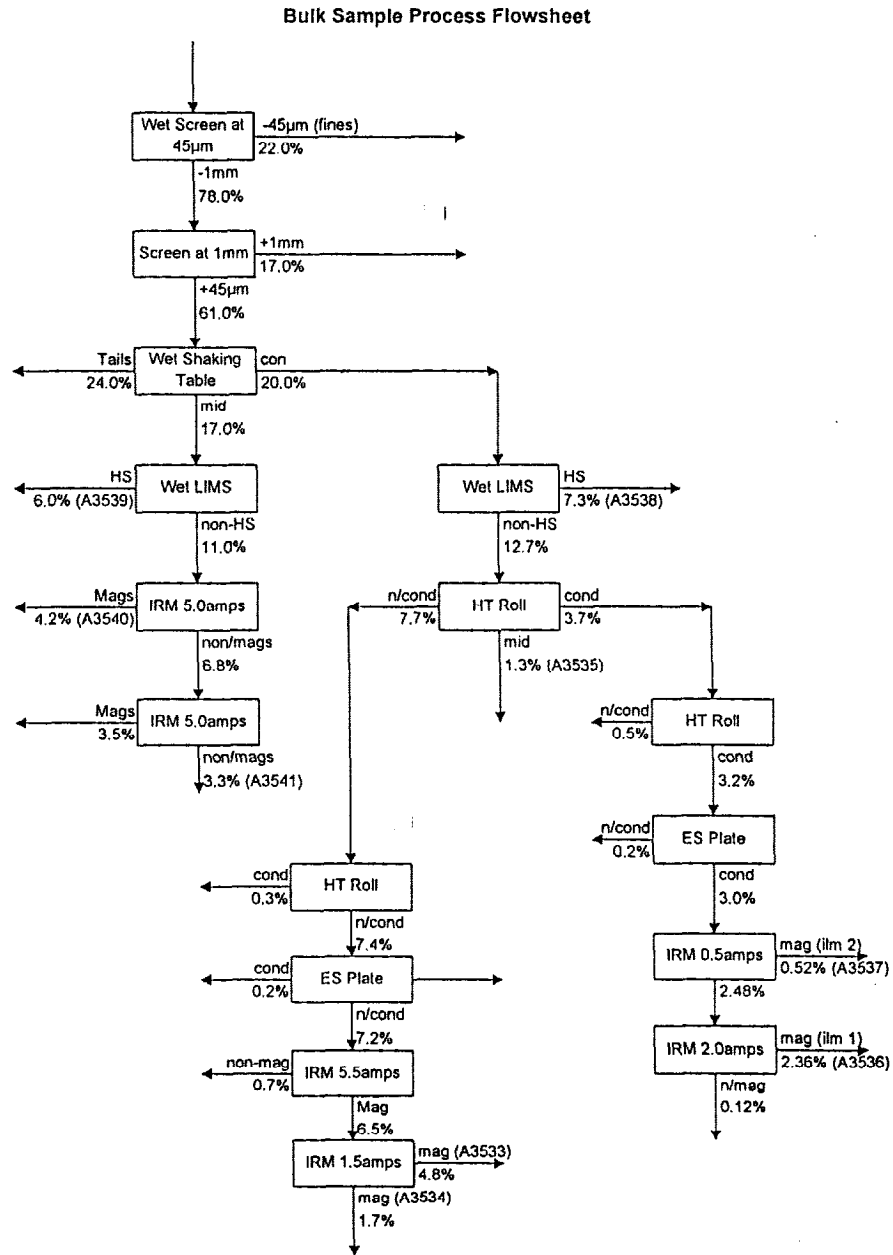 Bulk Sample Process Flowsheet
Wet Screen at
45µm
-45µm (fines)
22.0%
-1mm
78.0%
Screen at 1mm
+1mm
17.0%
+45µm
61.0%
Tails
24.0%
Wet Shaking
Table
con
20.0%
mid
17.0%
HS
6.0% (A3539)
Wet LIMS
non-HS
11.0%
Wet LIMS
HS
7.3% (A3538)
non-HS
12.7%
Mags
4.2% (A3540)
IRM 5.0amps
non/mags
6.8%
n/cond
7.7%
HT Roll
cond
3.7%
mid
1.3% (A3535)
Mags
3.5%
IRM 5.0amps
non/mags
3.3% (A3541)
n/cond
0.5%
HT Roll
cond
3.2%
n/cond
0.2%
ES Plate
cond
3.0%
cond
0.3%
HT Roll
n/cond
7.4%
IRM 0.5amps
mag (ilm 2)
0.52% (A3537)
2.48%
cond
0.2%
ES Plate
n/cond
7.2%
IRM 2.0amps
mag (ilm 1)
2.36% (A3536)
n/mag
0.12%
non-mag
0.7%
IRM 5.5amps
Mag
6.5%
IRM 1.5amps
mag (A3533)
4.8%
mag (A3534)
1.7%